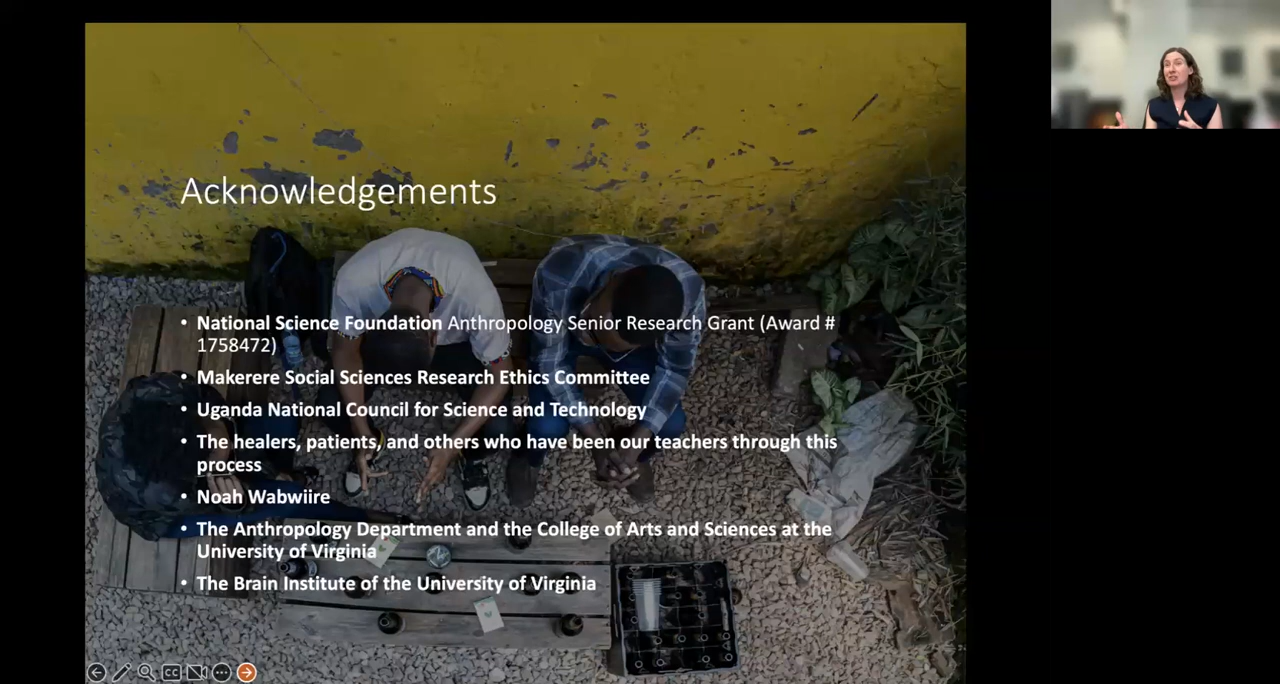 Acknowledgements
• National Science Foundation Anthropology Senior Research Grant (Award #
1758472)
• Makerere Social Sciences Research Ethics Committee
• Uganda National Council for Science and Technology
• The healers, patients, and others who have been our teachers through this
process
• Noah Wabwiire
• The Anthropology Department and the College of Arts and Sciences at the
University of Virginia
• The Brain Institute of the University of Virginia
CC